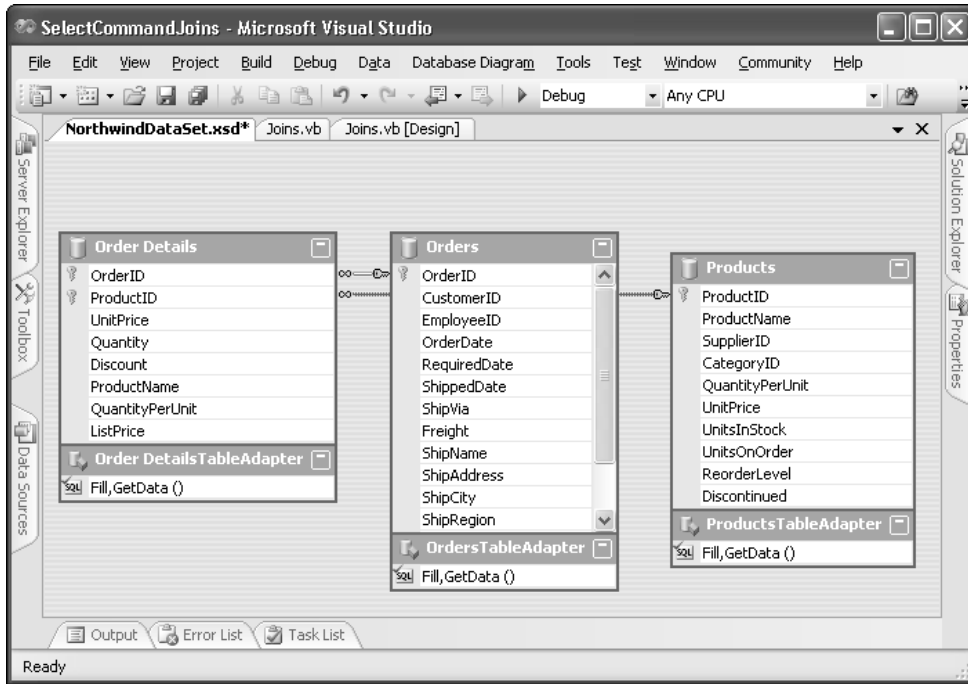 SelectCommandJoins - Microsoft Visual Studio
File Edit View Project Build Debug Data Database Diagram Tools Test Window Community Help
Debug Any CPU
NorthwindDataSet.xsd* Joins.vb Joins.vb [Design]
Server Explorer
Toolbox
Data Sources
Order Details
OrderID
ProductID
UnitPrice
Quantity
Discount
ProductName
QuantityPerUnit
ListPrice
Order DetailsTableAdapter
SQL Fill,GetData ()
Orders
OrderID
CustomerID
EmployeeID
OrderDate
RequiredDate
ShippedDate
ShipVia
Freight
ShipName
ShipAddress
ShipCity
ShipRegion
OrdersTableAdapter
SQL Fill,GetData ()
Products
ProductID
ProductName
SupplierID
CategoryID
QuantityPerUnit
UnitPrice
UnitsInStock
UnitsOnOrder
ReorderLevel
Discontinued
ProductsTableAdapter
SQL Fill,GetData ()
Solution Explorer
Properties
Output Error List Task List
Ready